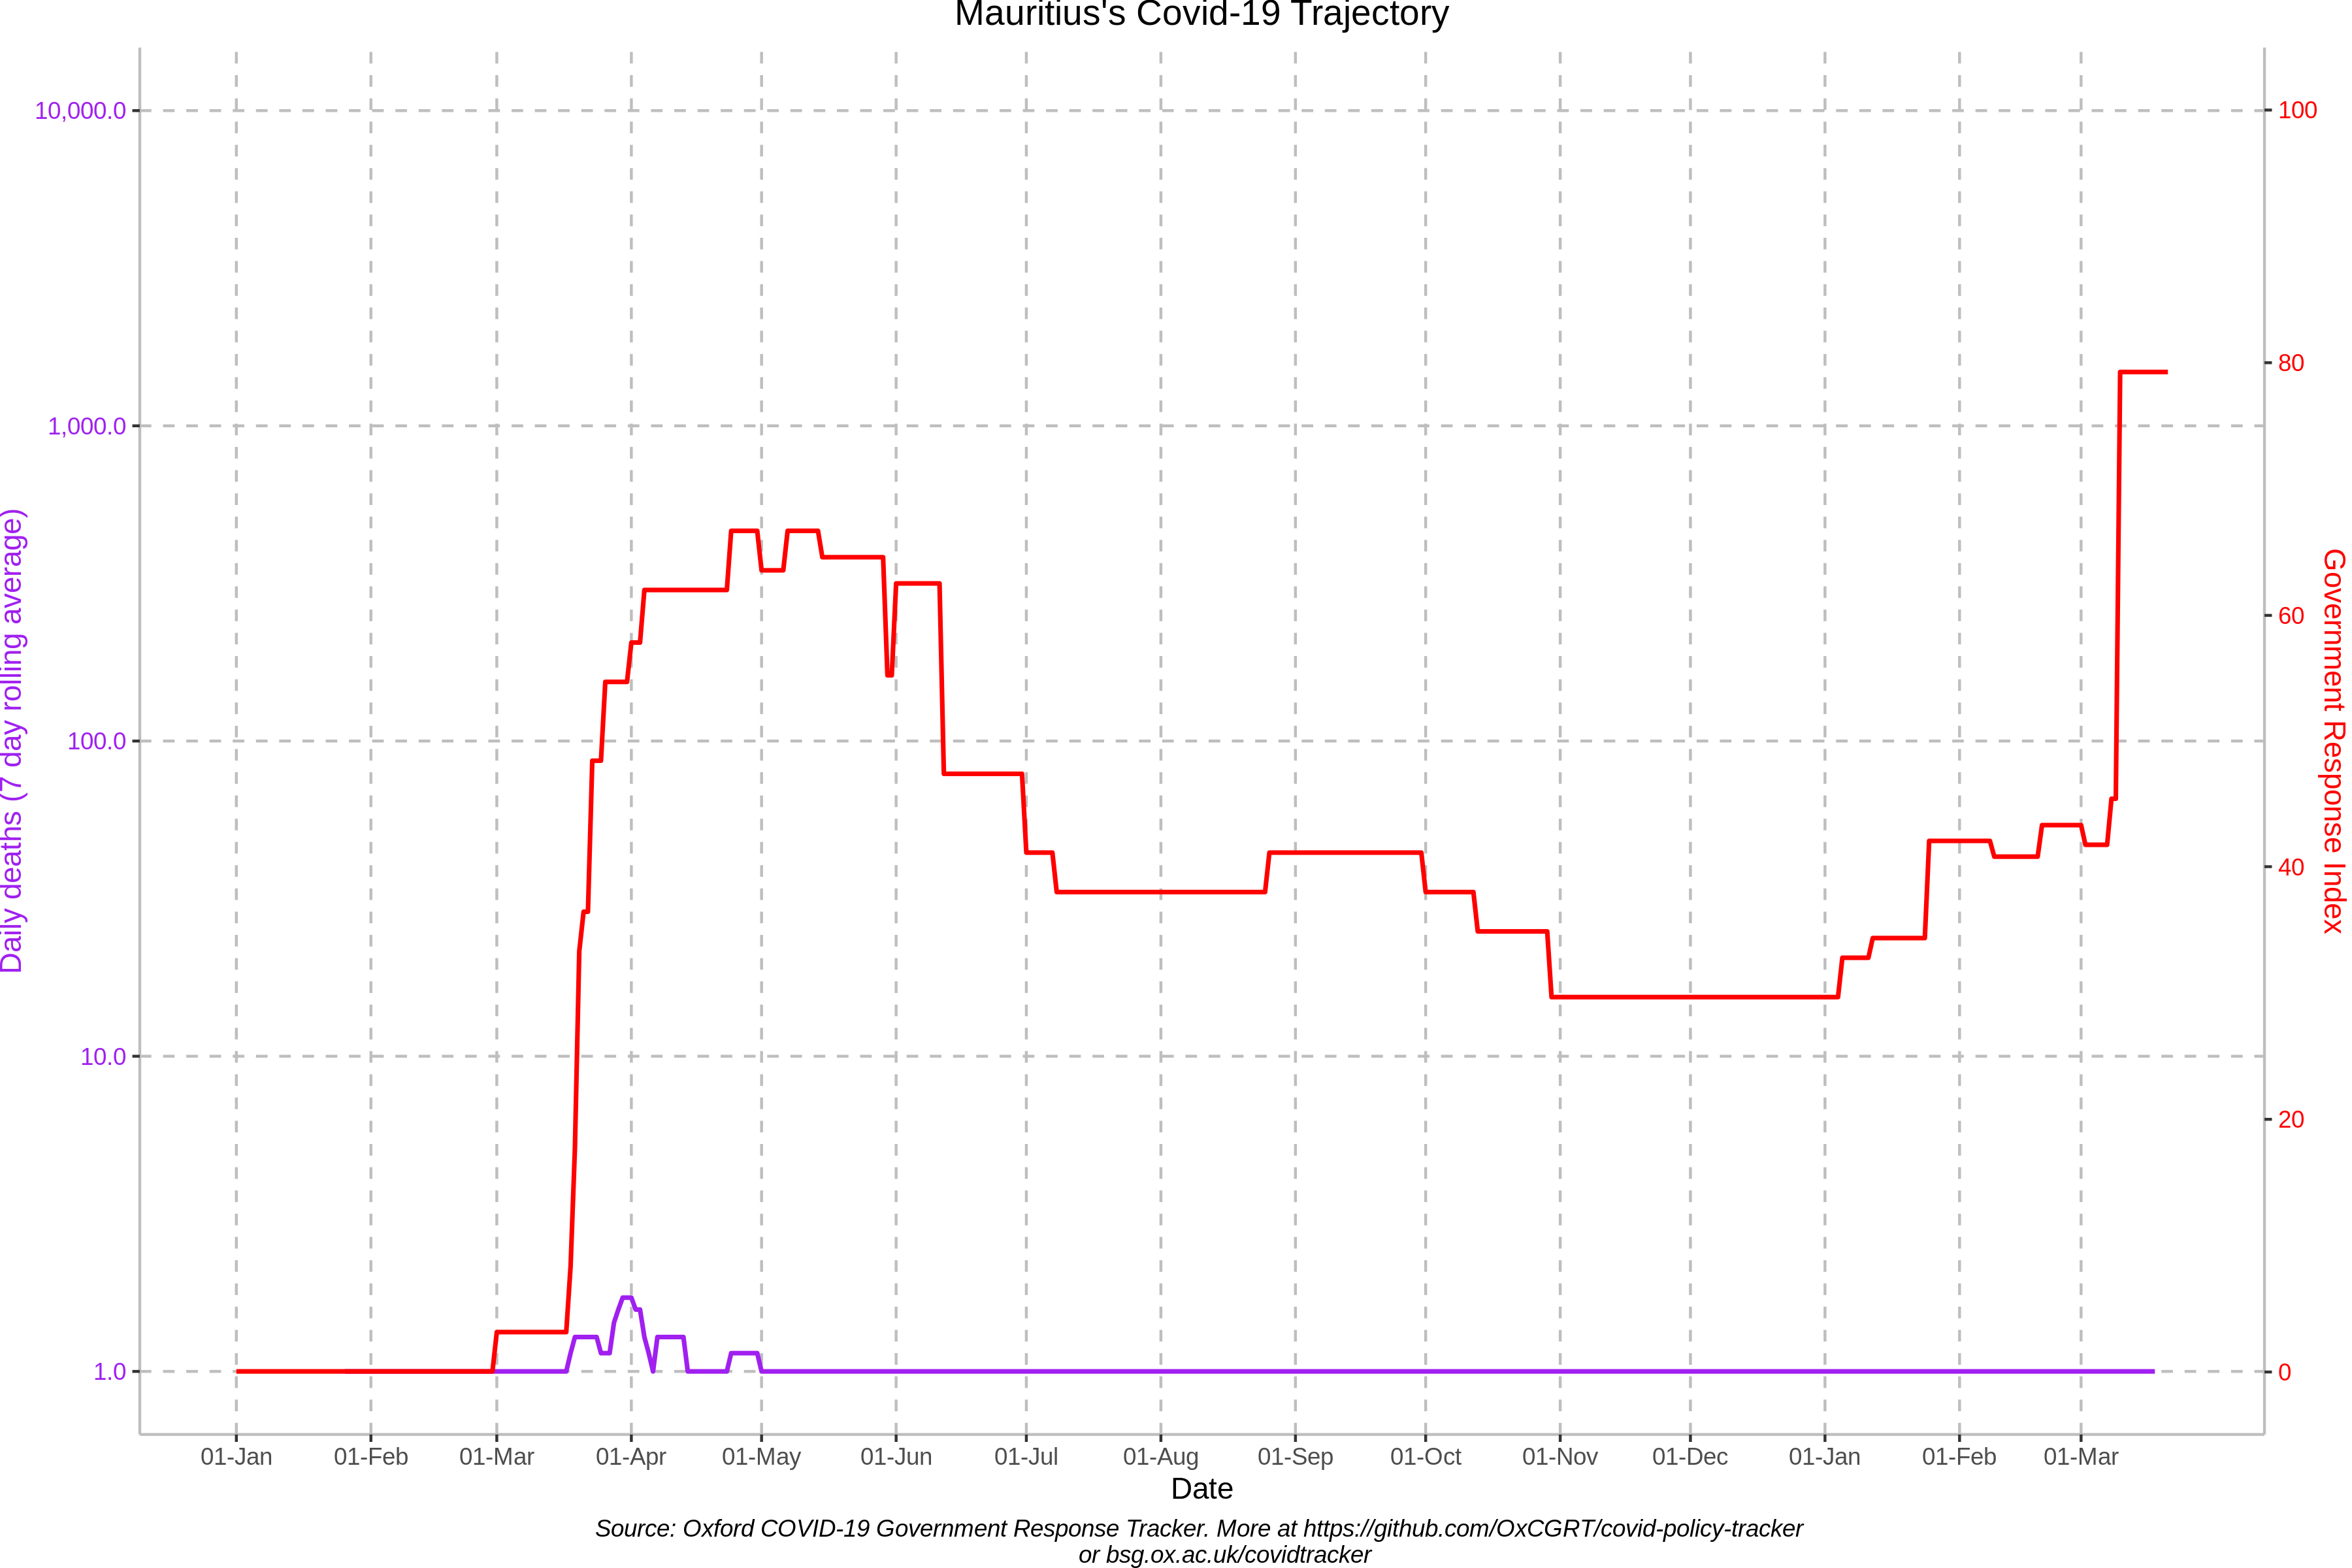 Mauritius's Covid-19 Trajectory
10,000.0
1,000.0
100.0
10.0
1.0
Daily deaths (7 day rolling average)
100
80
60
40
20
0
Government Response Index
01-Jan 01-Feb 01-Mar 01-Apr 01-May 01-Jun 01-Jul 01-Aug 01-Sep 01-Oct 01-Nov 01-Dec 01-Jan 01-Feb 01-Mar
Date
Source: Oxford COVID-19 Government Response Tracker. More at https://github.com/OxCGRT/covid-policy-tracker
or bsg.ox.ac.uk/covidtracker